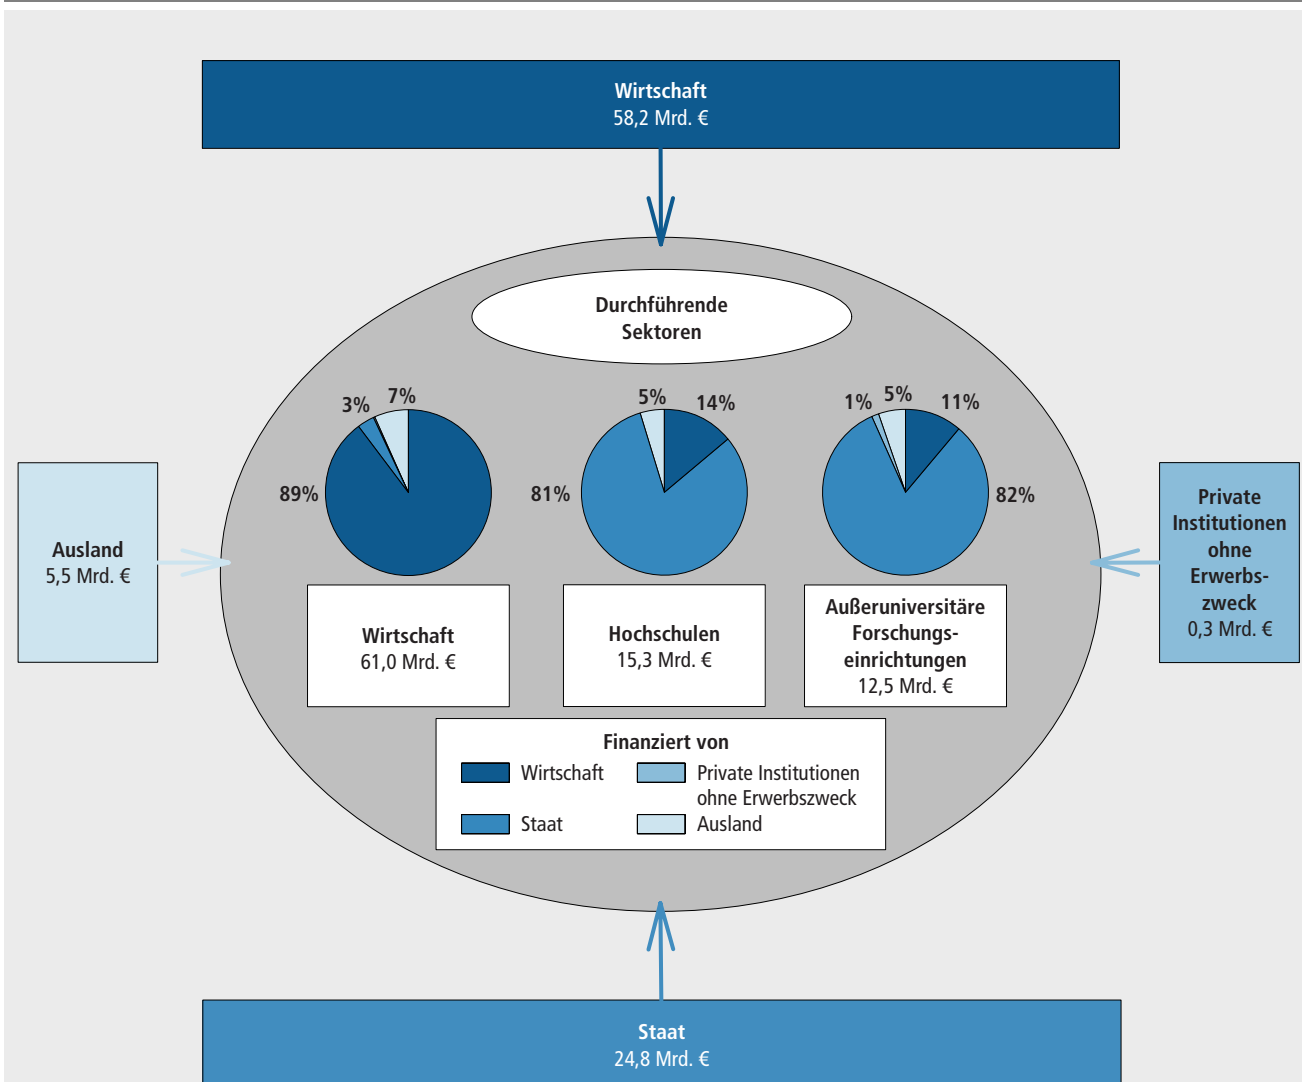 Wirtschaft
58,2 Mrd. €
Durchführende
Sektoren
3%
7%
89%
5%
14%
81%
1%
5%
11%
82%
Ausland
5,5 Mrd. €
Private
Institutionen
ohne
Erwerbs-
zweck
0,3 Mrd. €
Wirtschaft
61,0 Mrd. €
Hochschulen
15,3 Mrd. €
Außeruniversitäre
Forschungs-
einrichtungen
12,5 Mrd. €
Finanziert von
Wirtschaft
Staat
Private Institutionen
ohne Erwerbszweck
Ausland
Staat
24,8 Mrd. €